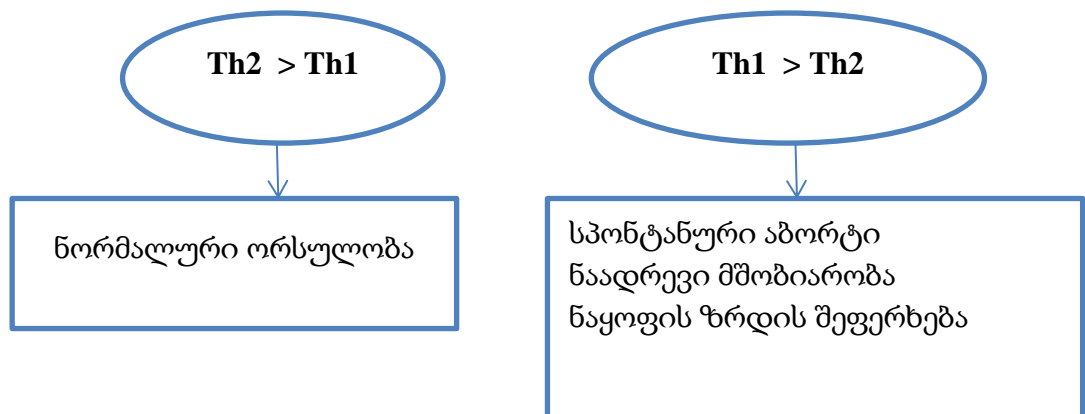 Th2 > Th1
Th1 > Th2
ნორმალური ორსულობა
სპონტანური აბორტი
ნაადრევი მშობიარობა
ნაყოფის ზრდის შეფერხება